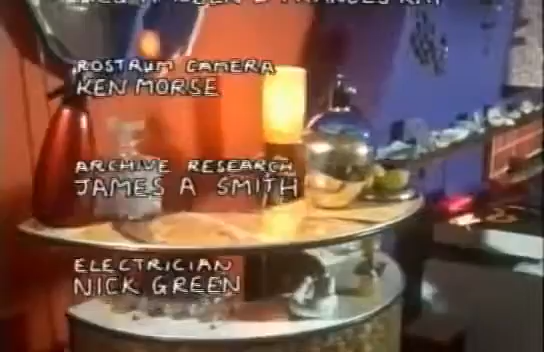 ROSTRUM CAMERA
KEN MORSE
ARCHIVE RESEARCH
JAMES A SMITH
ELECTRICIAN
NICK GREEN